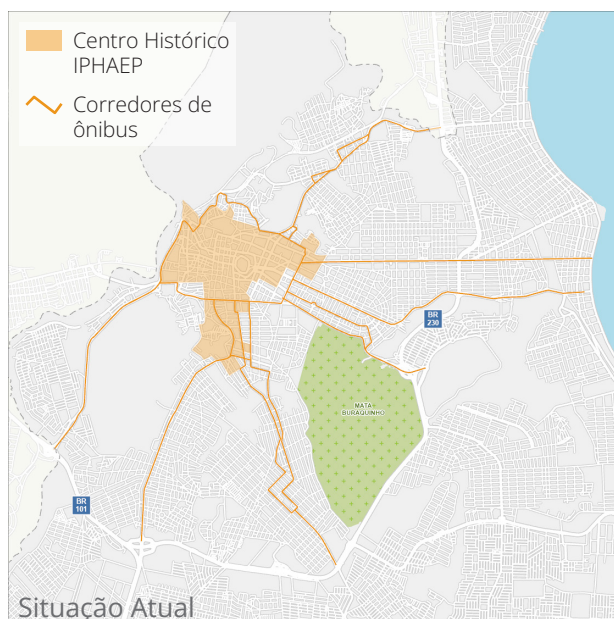 Centro Histórico
IPHAEP
Corredores de
ônibus
BR
230
MATA
BURAQUINHO
BR
101
Situação Atual